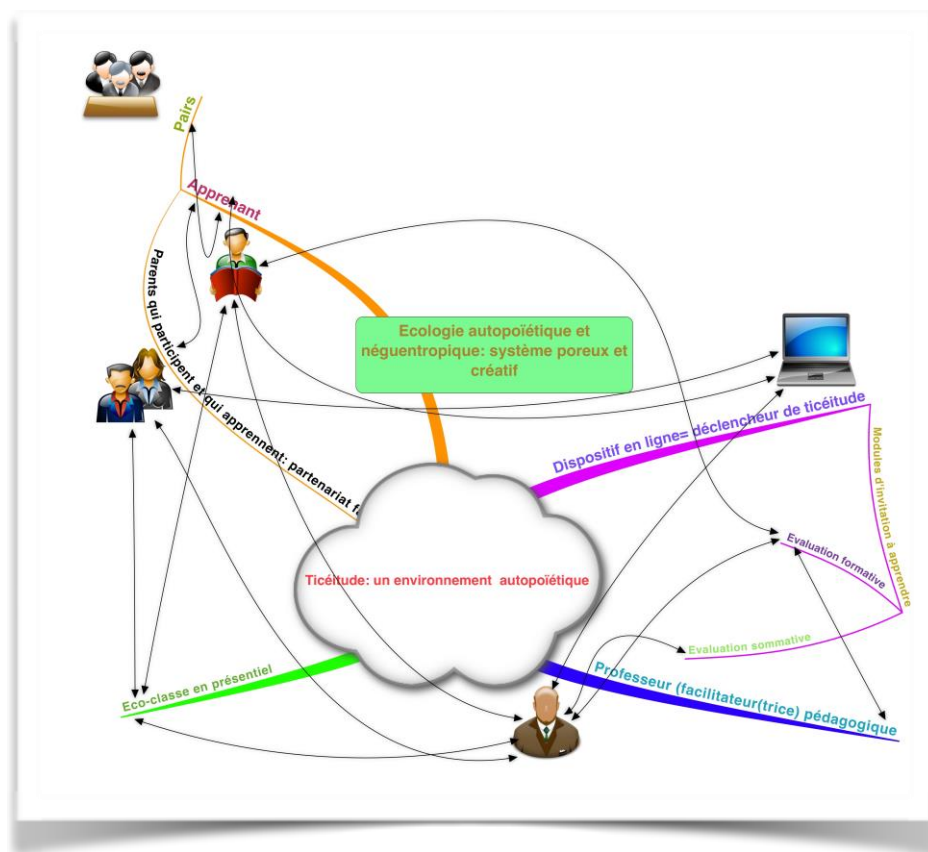 Pairs
Apprenant
Parents qui participent et qui apprennent: partenariat
Ecologie autopoïétique et
néguentropique: système poreux et
créatif
Dispositif en ligne= déclencheur de ticéitude
Modules d'invitation à apprendre
Evaluation formative
Evaluation sommative
Ticéitude: un environnement autopoïétique
Professeur (facilitateur(trice) pédagogique
Eco-classe en présentiel